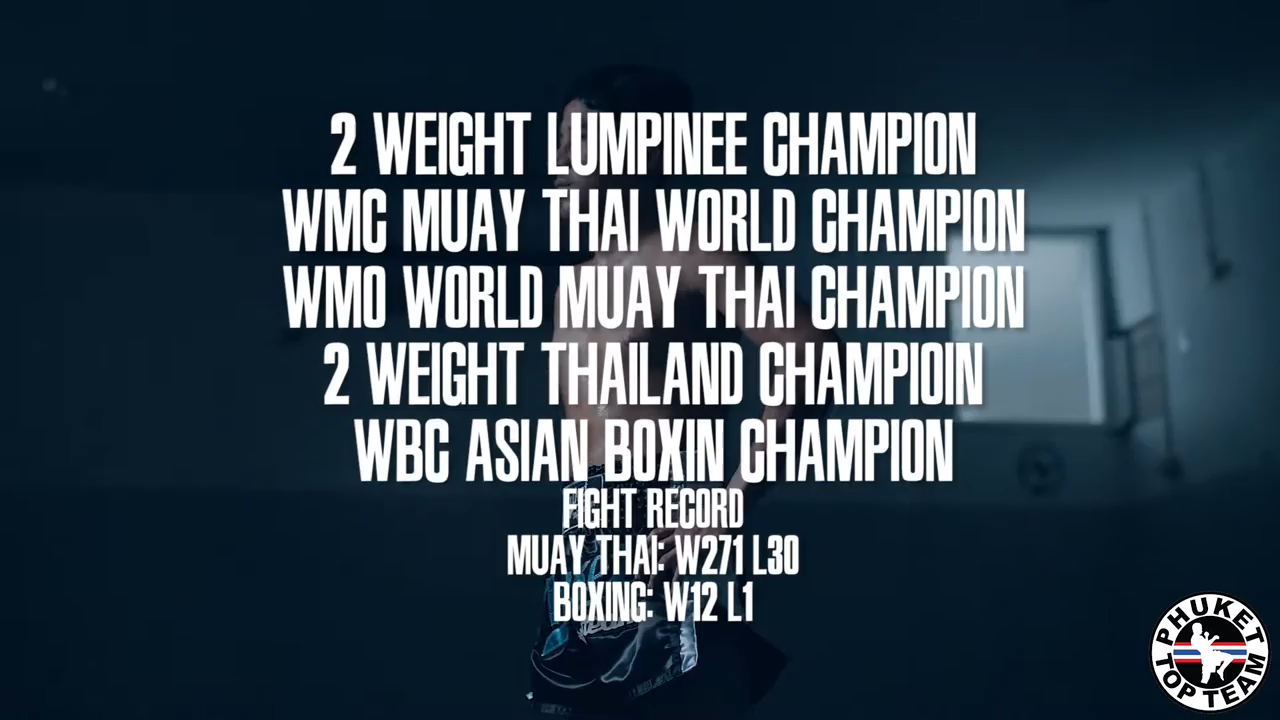 2 WEIGHT LUMPINEE CHAMPION
WMC MUAY THAI WORLD CHAMPION
WMO WORLD MUAY THAI CHAMPION
2 WEIGHT THAILAND CHAMPIOIN
WBC ASIAN BOXIN CHAMPION
FIGHT RECORD
MUAY THAI: W271 L30
BOXING: W12 L1
PHUKET
TOP TEAM